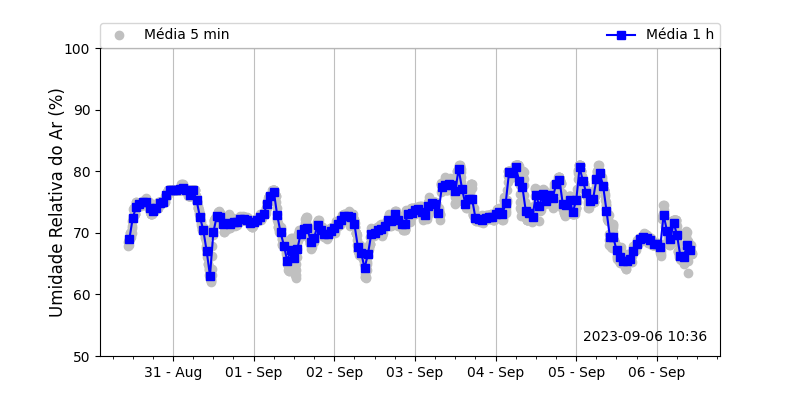 Média 5 min
Média 1 h
Umidade Relativa do Ar (%)
100
90
80
70
60
50
2023-09-06 10:36
31 - Aug
01 - Sep
02 - Sep
03 - Sep
04 - Sep
05 - Sep
06 - Sep